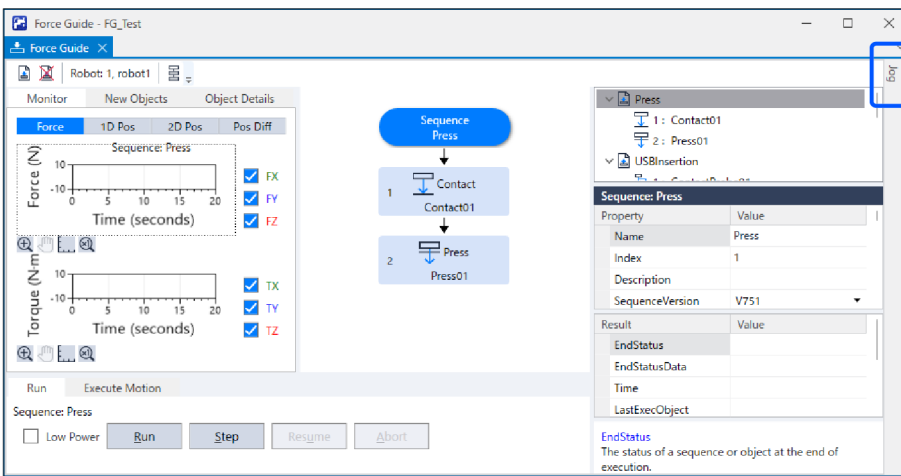 Force Guide - FG_Test
Force Guide
Robot: 1, robot1
Jog
Monitor New Objects Object Details
Force 1D Pos 2D Pos Pos Diff
Sequence: Press
Force (N)
10
-10
0 5 10 15 20
Time (seconds)
FX
FY
FZ
Torque (N·m
10
-10
0 5 10 15 20
Time (seconds)
TX
TY
TZ
Run Execute Motion
Sequence: Press
Low Power Run Step Resume Abort
Sequence
Press
1 Contact
Contact01
2 Press
Press01
Press
1 : Contact01
2 : Press01
USBInsertion
Sequence: Press
Property Value
Name Press
Index 1
Description
SequenceVersion V751
Result Value
EndStatus
EndStatusData
Time
LastExecObject
EndStatus
The status of a sequence or object at the end of
execution.